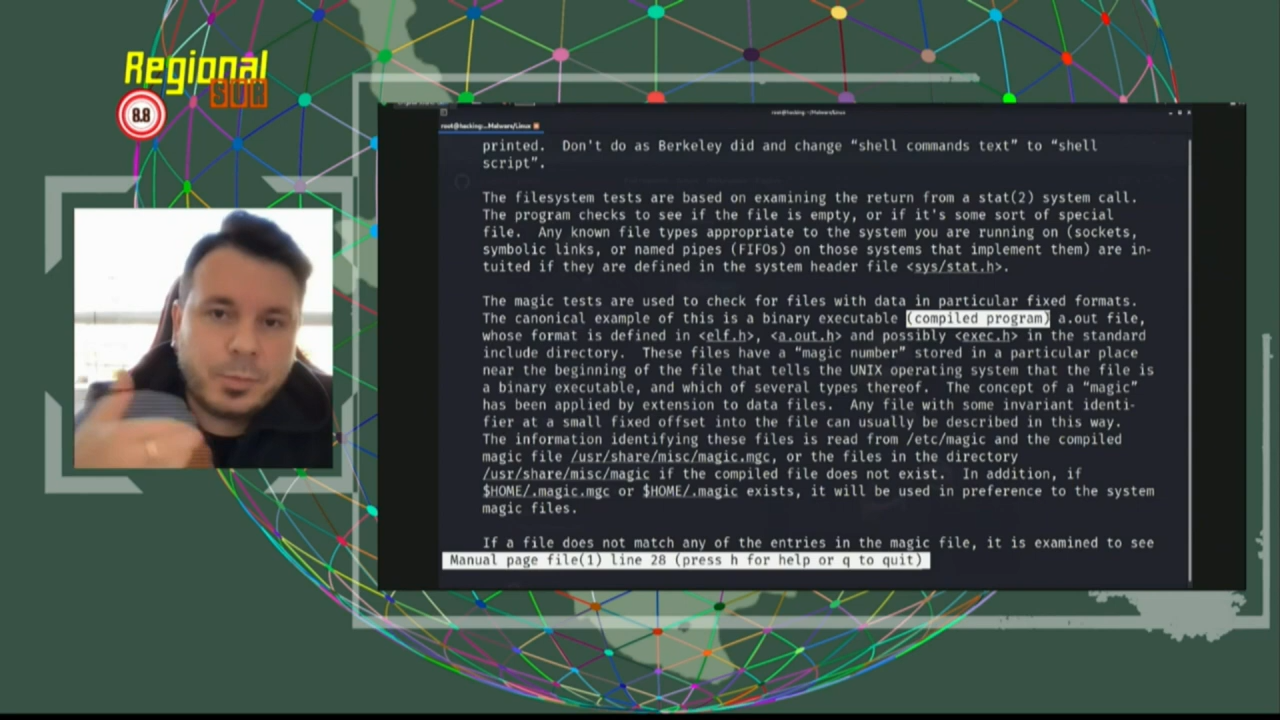 Regional
SUR
8.8
root@hacking: ~/Malware/Linux
root@hacking:...Malware/Linux
printed.  Don't do as Berkeley did and change “shell commands text” to “shell
script”.
The filesystem tests are based on examining the return from a stat(2) system call.
The program checks to see if the file is empty, or if it's some sort of special
file.  Any known file types appropriate to the system you are running on (sockets,
symbolic links, or named pipes (FIFOs) on those systems that implement them) are in-
tuited if they are defined in the system header file <sys/stat.h>.
The magic tests are used to check for files with data in particular fixed formats.
The canonical example of this is a binary executable (compiled program) a.out file,
whose format is defined in <elf.h>, <a.out.h> and possibly <exec.h> in the standard
include directory.  These files have a “magic number” stored in a particular place
near the beginning of the file that tells the UNIX operating system that the file is
a binary executable, and which of several types thereof.  The concept of a “magic”
has been applied by extension to data files.  Any file with some invariant identi-
fier at a small fixed offset into the file can usually be described in this way.
The information identifying these files is read from /etc/magic and the compiled
magic file /usr/share/misc/magic.mgc, or the files in the directory
/usr/share/misc/magic if the compiled file does not exist.  In addition, if
$HOME/.magic.mgc or $HOME/.magic exists, it will be used in preference to the system
magic files.
If a file does not match any of the entries in the magic file, it is examined to see
Manual page file(1) line 28 (press h for help or q to quit)